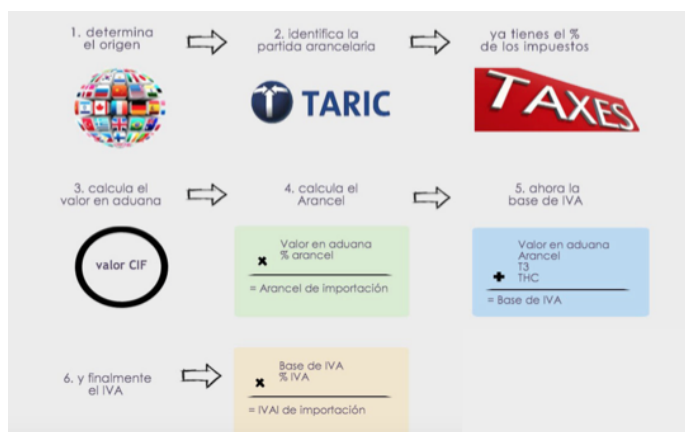 1. determina
el origen
2. identifica la
partida arancelaria
ya tienes el %
de los impuestos
TARIC
TAXES
3. calcula el
valor en aduana
4. calcula el
Arancel
5. ahora la
base de IVA
valor CIF
Valor en aduana
% arancel
= Arancel de importación
Valor en aduana
Arancel
T3
THC
= Base de IVA
6. y finalmente
el IVA
Base de IVA
% IVA
= IVAI de importación